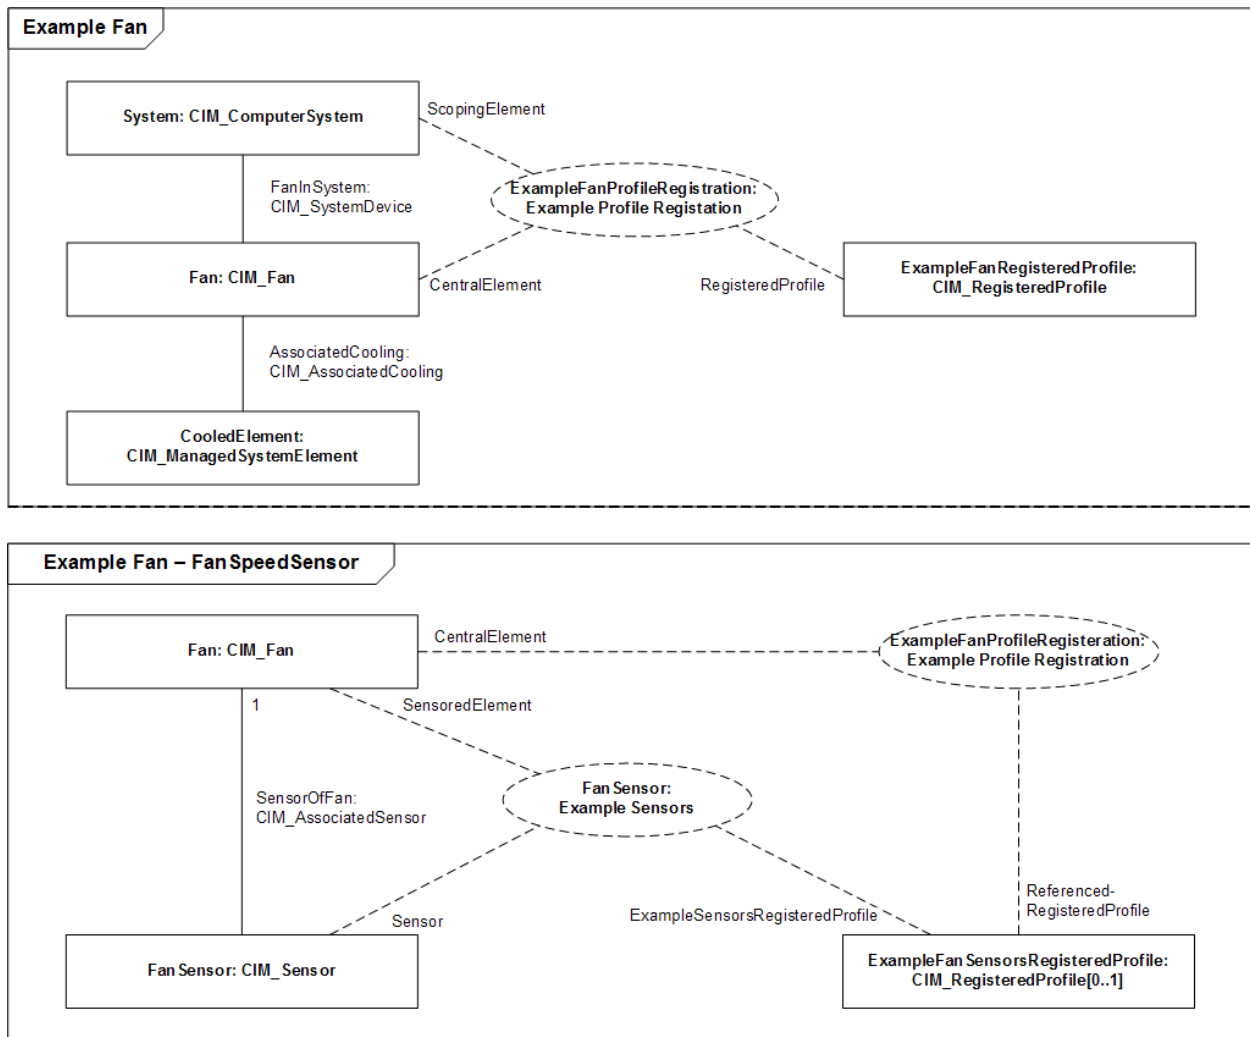 Example Fan
System: CIM_ComputerSystem
ScopingElement
FanInSystem:
CIM_SystemDevice
ExampleFanProfileRegistration:
Example Profile Registation
Fan: CIM_Fan
CentralElement
RegisteredProfile
ExampleFanRegisteredProfile:
CIM_RegisteredProfile
AssociatedCooling:
CIM_AssociatedCooling
CooledElement:
CIM_ManagedSystemElement
Example Fan – FanSpeedSensor
Fan: CIM_Fan
CentralElement
ExampleFanProfileRegisteration:
Example Profile Registration
1
SensoredElement
SensorOfFan:
CIM_AssociatedSensor
FanSensor:
Example Sensors
Sensor
ExampleSensorsRegisteredProfile
Referenced-
RegisteredProfile
FanSensor: CIM_Sensor
ExampleFanSensorsRegisteredProfile:
CIM_RegisteredProfile[0..1]